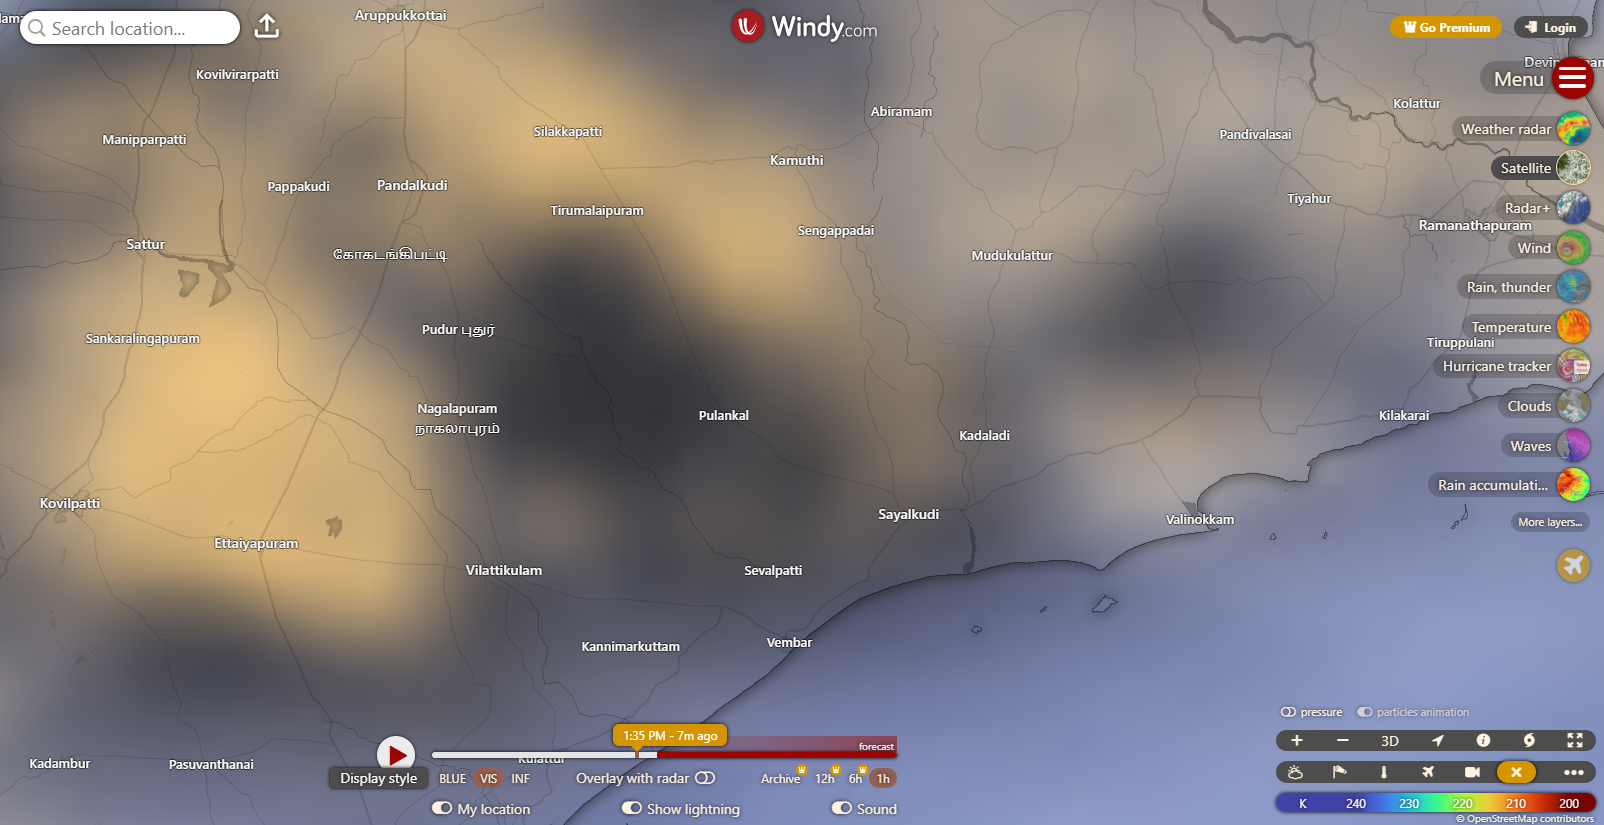 Search location...
Windy.com
Go Premium
Login
Menu
Weather radar
Satellite
Radar+
Wind
Rain, thunder
Temperature
Hurricane tracker
Clouds
Waves
Rain accumulati...
More layers...
Aruppukkottai
Kovilvirarpatti
Manipparpatti
Silakkapatti
Abiramam
Kolattur
Pandivalasai
Kamuthi
Pappakudi
Pandalkudi
Tirumalaipuram
Tiyahur
Sengappadai
Ramanathapuram
Sattur
கோகடங்கிபட்டி
Mudukulattur
Pudur புதுர்
Sankaralingapuram
Tiruppulani
Nagalapuram
நாகலாபுரம்
Pulankal
Kilakarai
Kadaladi
Kovilpatti
Sayalkudi
Valinokkam
Ettaiyapuram
Vilattikulam
Sevalpatti
Kannimarkuttam
Vembar
Kadambur
Pasuvanthanai
Kulattur
1:35 PM - 7m ago
forecast
Display style
BLUE VIS INF
Overlay with radar
Archive 12h 6h 1h
My location
Show lightning
Sound
pressure
particles animation
3D
K 240 230 220 210 200
© OpenStreetMap contributors